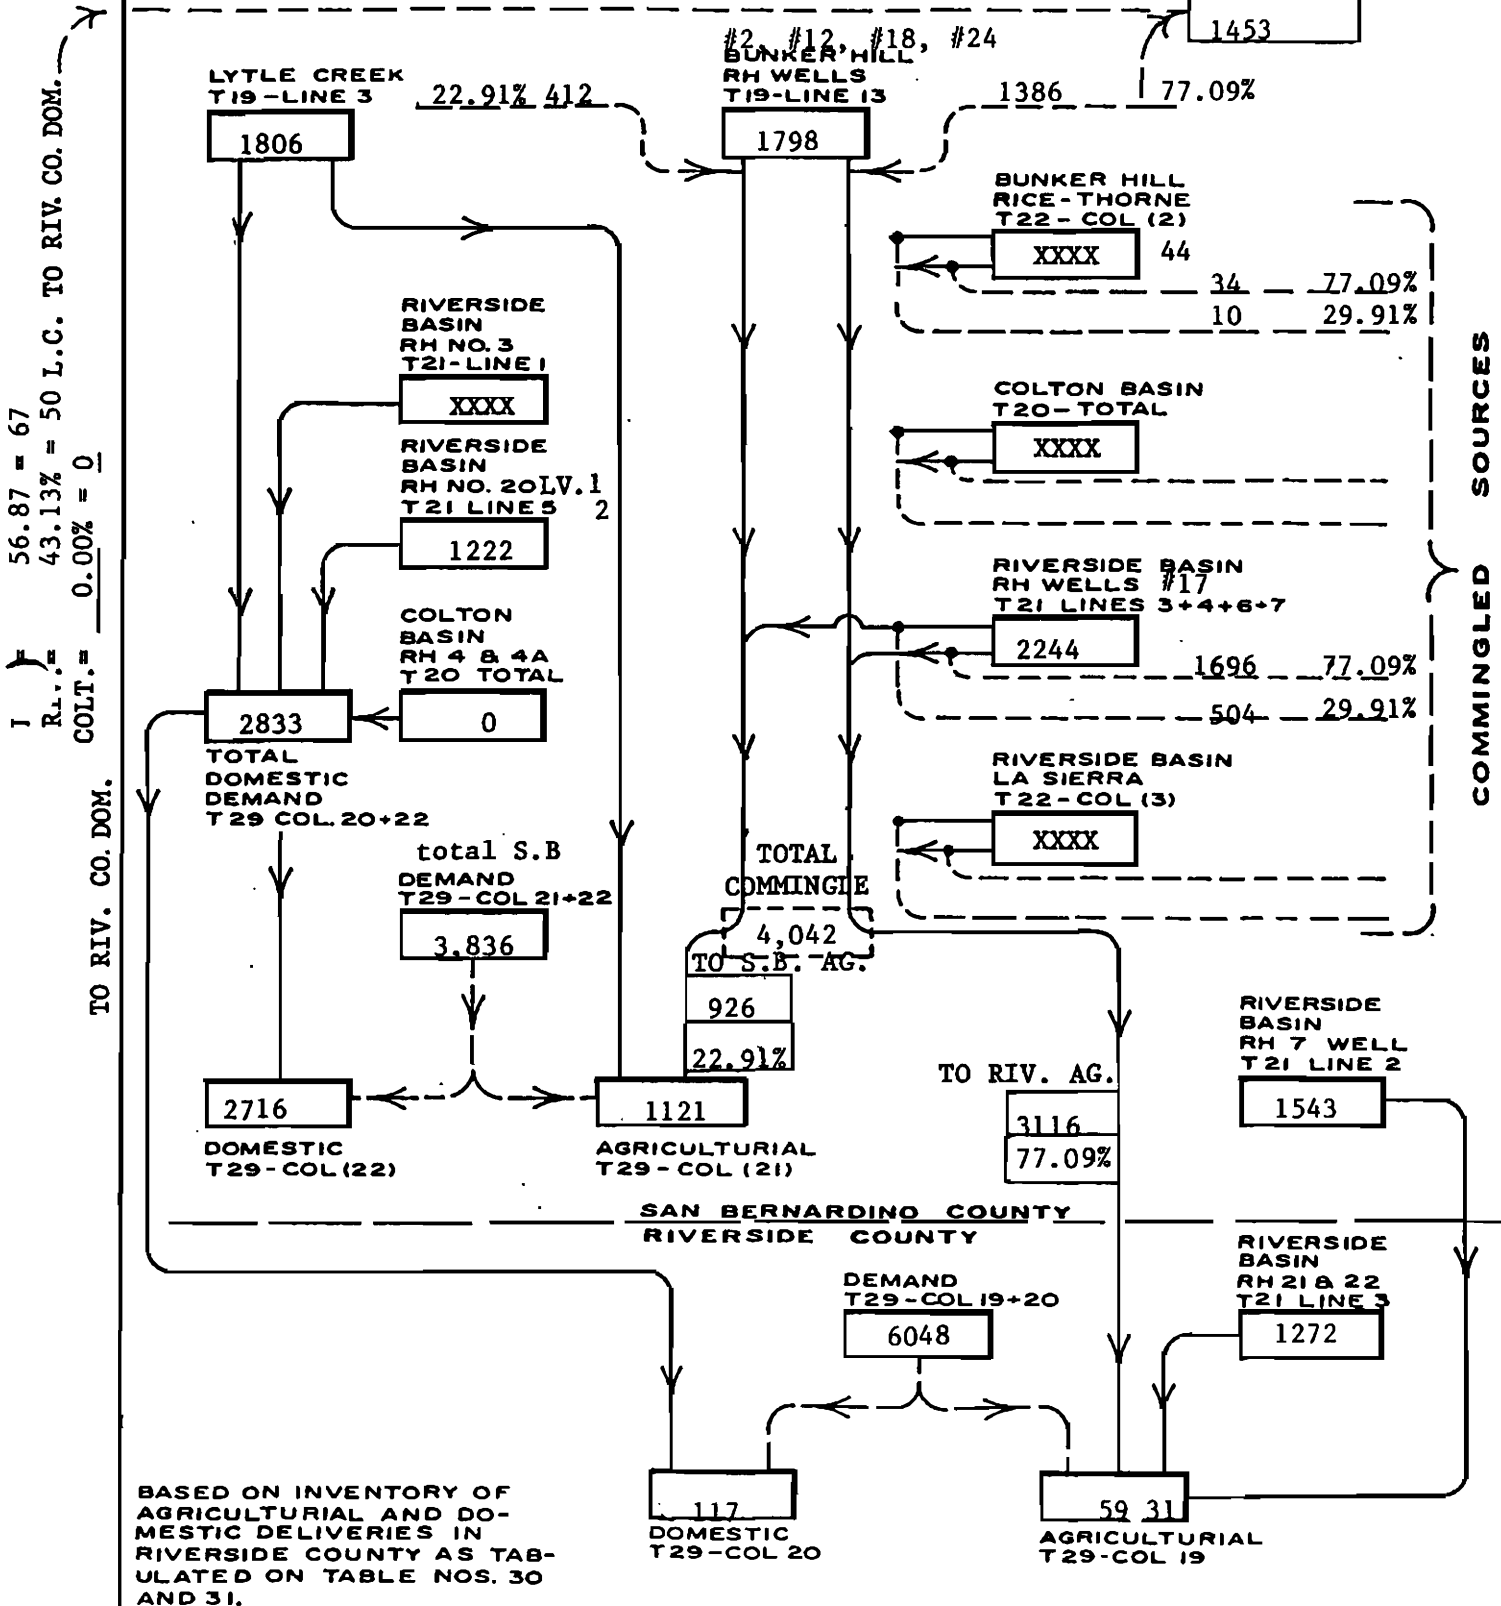 1453
#2, #12, #18, #24
BUNKER HILL
RH WELLS
T19-LINE 13
1798
LYTLE CREEK
T19-LINE 3
1806
22.91% 412
1386 77.09%
BUNKER HILL
RICE-THORNE
T22-COL (2)
XXXX 44
34 77.09%
10 29.91%
RIVERSIDE
BASIN
RH NO. 3
T21-LINE 1
XXXX
COLTON BASIN
T20-TOTAL
XXXX
RIVERSIDE
BASIN
RH NO. 20LV.1
T21 LINE 5 2
1222
RIVERSIDE BASIN
RH WELLS #17
T21 LINES 3+4+6+7
2244
1696 77.09%
504 29.91%
COLTON
BASIN
RH 4 & 4A
T20 TOTAL
0
2833
TOTAL
DOMESTIC
DEMAND
T29 COL. 20+22
RIVERSIDE BASIN
LA SIERRA
T22-COL (3)
XXXX
COMMINGLED SOURCES
total S.B
DEMAND
T29-COL 21+22
3,836
TOTAL
COMMINGLE
4,042
TO S.B. AG.
926
22.91%
2716
DOMESTIC
T29-COL (22)
1121
AGRICULTURIAL
T29-COL (21)
TO RIV. AG.
3116
77.09%
RIVERSIDE
BASIN
RH 7 WELL
T21 LINE 2
1543
SAN BERNARDINO COUNTY
RIVERSIDE COUNTY
DEMAND
T29-COL 19+20
6048
RIVERSIDE
BASIN
RH 21 & 22
T21 LINE 3
1272
117
DOMESTIC
T29-COL 20
59 31
AGRICULTURIAL
T29-COL 19
BASED ON INVENTORY OF
AGRICULTURIAL AND DO-
MESTIC DELIVERIES IN
RIVERSIDE COUNTY AS TAB-
ULATED ON TABLE NOS. 30
AND 31.
56.87 = 67
43.13% = 50 L.C. TO RIV. CO. DOM.
COLT.= 0.00% = 0
TO RIV. CO. DOM.